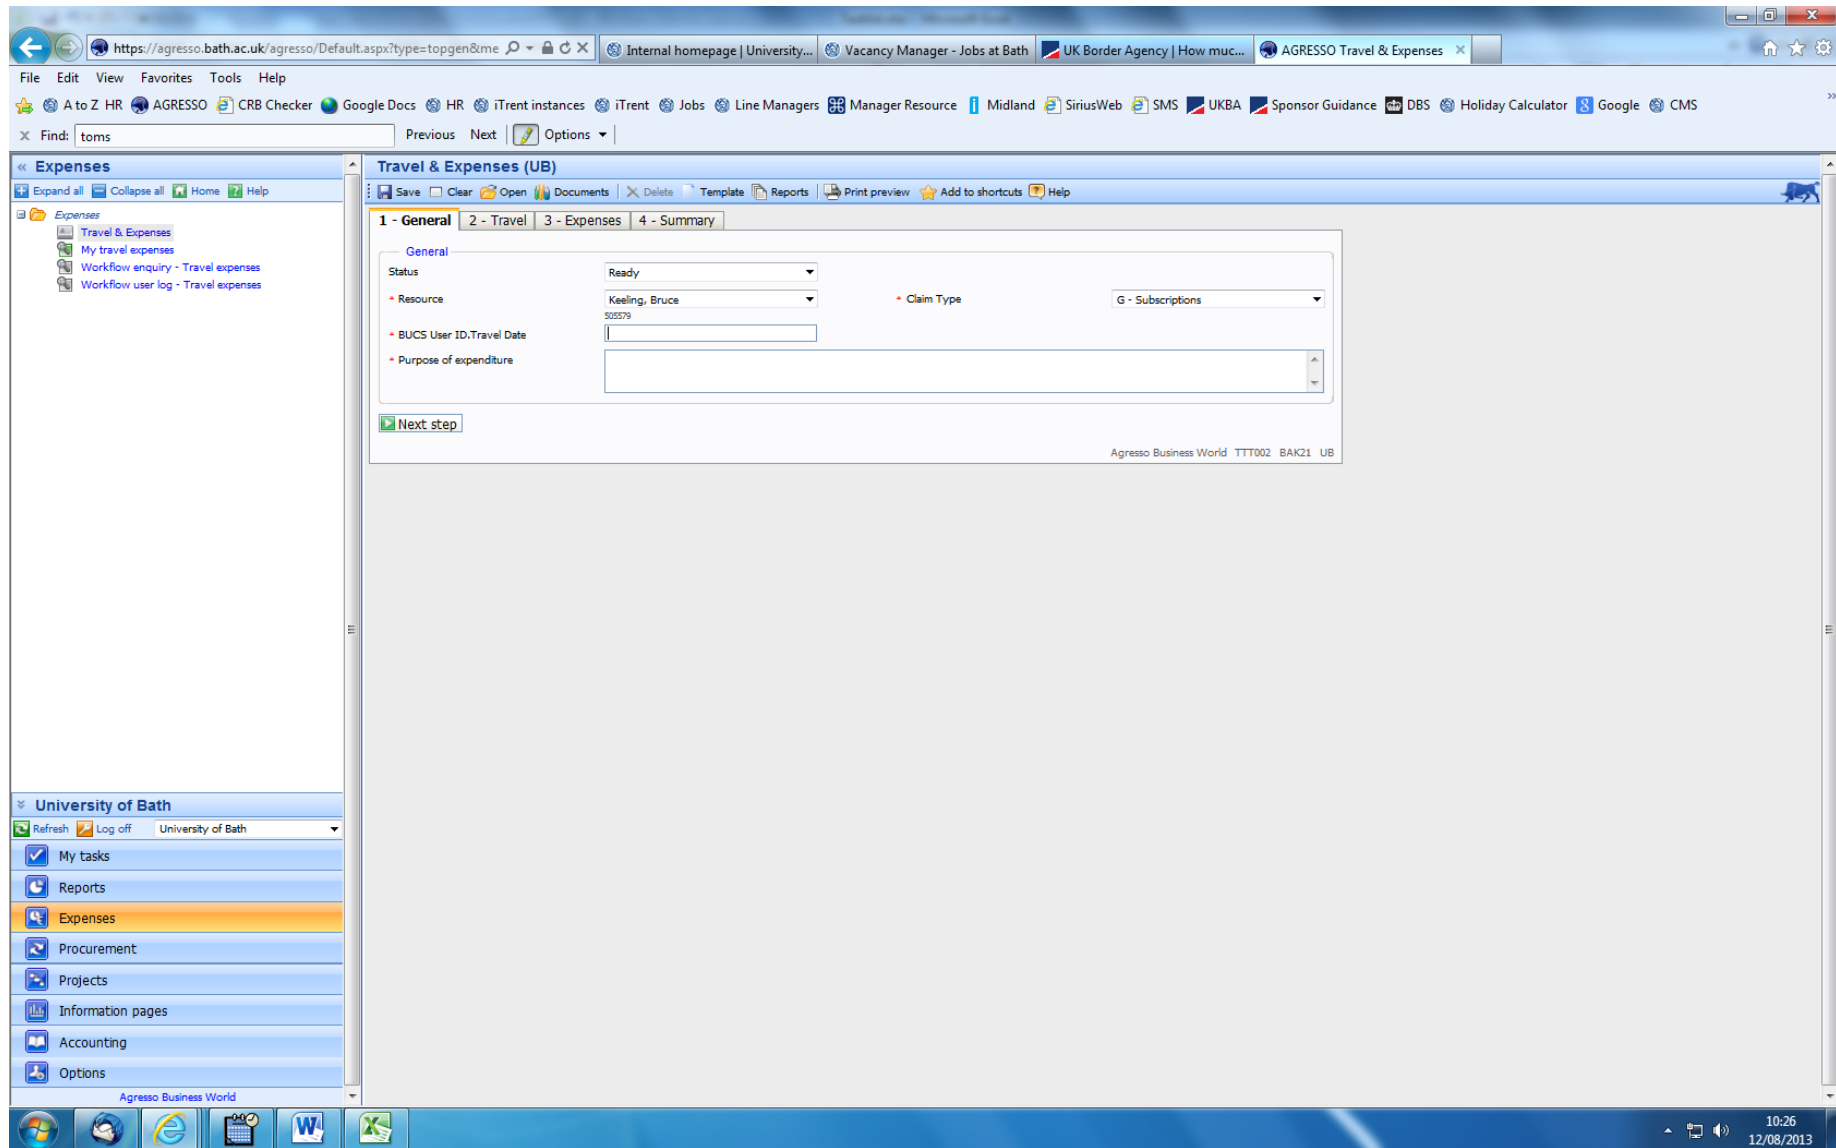 https://agresso.bath.ac.uk/agresso/Default.aspx?type=topgen&me
Internal homepage | University...
Vacancy Manager - Jobs at Bath
UK Border Agency | How muc...
AGRESSO Travel & Expenses
File Edit View Favorites Tools Help
A to Z HR AGRESSO CRB Checker Google Docs HR iTrent instances iTrent Jobs Line Managers Manager Resource Midland SiriusWeb SMS UKBA Sponsor Guidance DBS Holiday Calculator Google CMS
× Find: toms Previous Next Options
« Expenses
Expand all Collapse all Home Help
Expenses
Travel & Expenses
My travel expenses
Workflow enquiry - Travel expenses
Workflow user log - Travel expenses
Travel & Expenses (UB)
Save Clear Open Documents Delete Template Reports Print preview Add to shortcuts Help
1 - General 2 - Travel 3 - Expenses 4 - Summary
General
Status Ready
* Resource Keeling, Bruce * Claim Type G - Subscriptions
505579
* BUCS User ID.Travel Date
* Purpose of expenditure
Next step
Agresso Business World TTT002 BAK21 UB
University of Bath
Refresh Log off University of Bath
My tasks
Reports
Expenses
Procurement
Projects
Information pages
Accounting
Options
Agresso Business World
10:26
12/08/2013